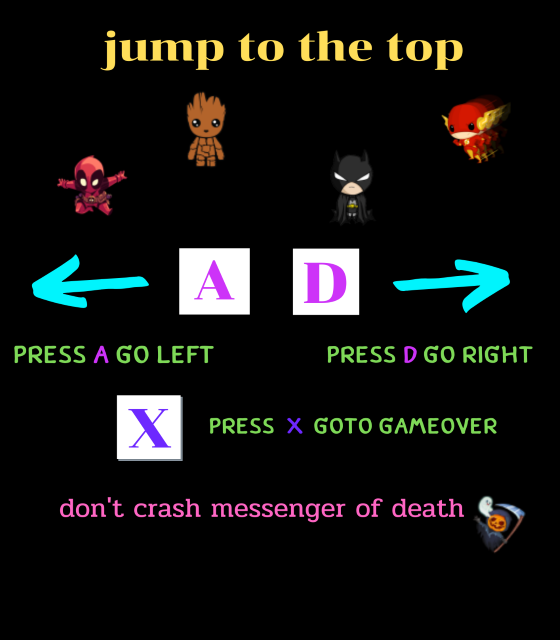 jump to the top
A D
PRESS A GO LEFT
PRESS D GO RIGHT
X
PRESS X GOTO GAMEOVER
don't crash messenger of death